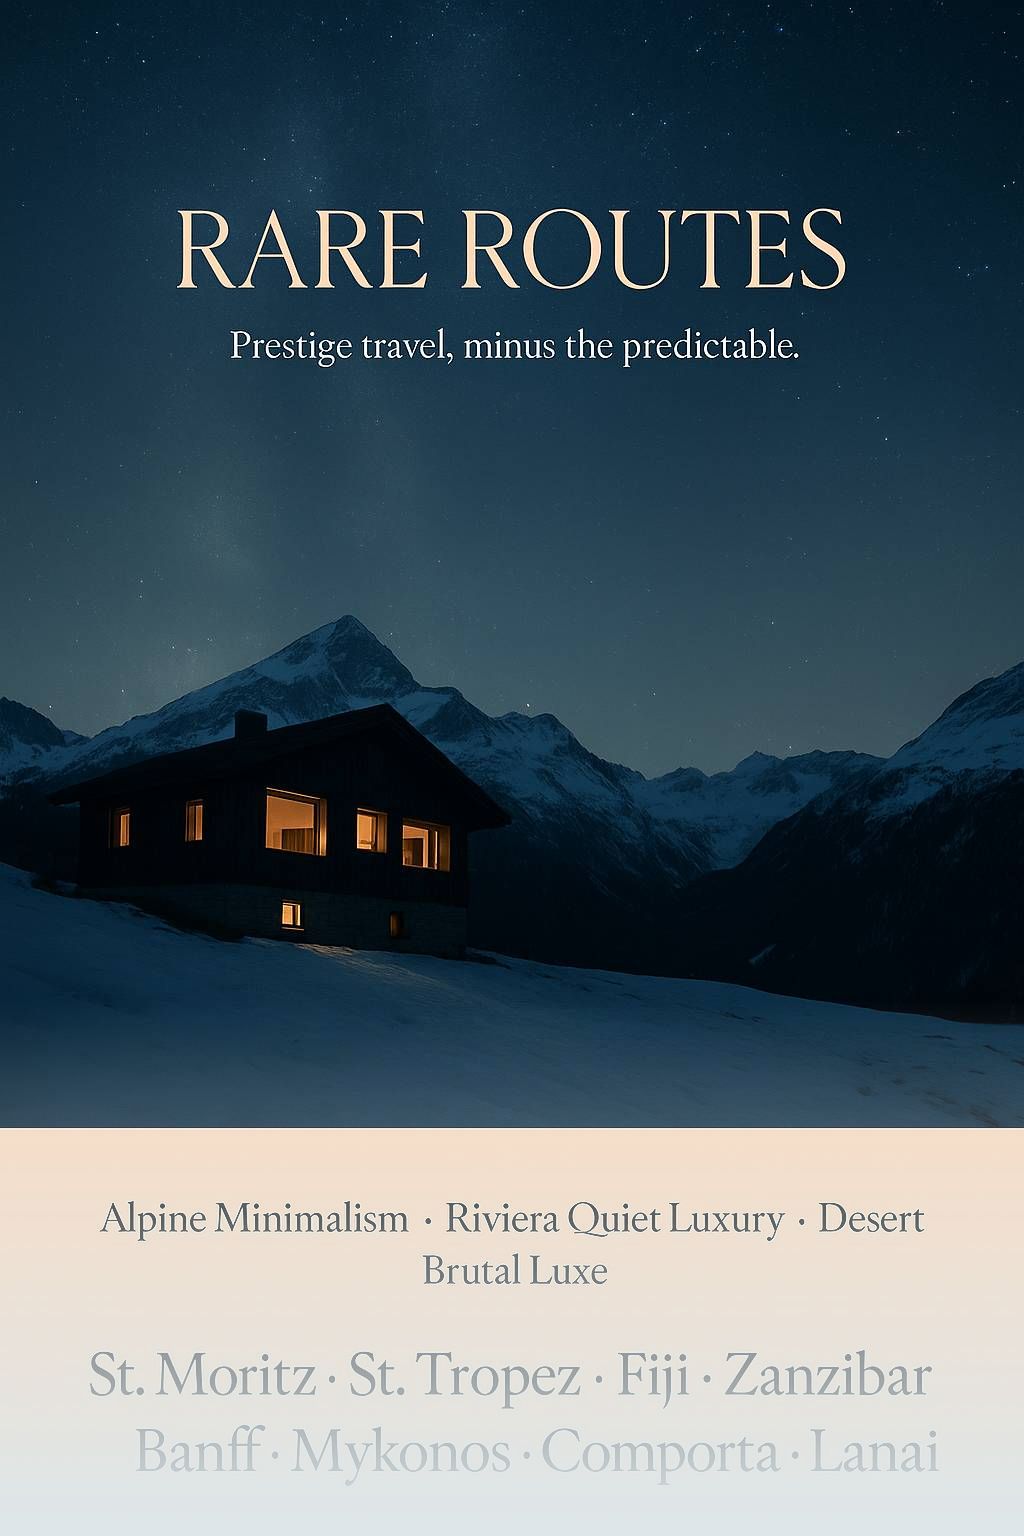 RARE ROUTES
Prestige travel, minus the predictable.
Alpine Minimalism · Riviera Quiet Luxury · Desert
Brutal Luxe
St. Moritz · St. Tropez · Fiji · Zanzibar
Banff · Mykonos · Comporta · Lanai